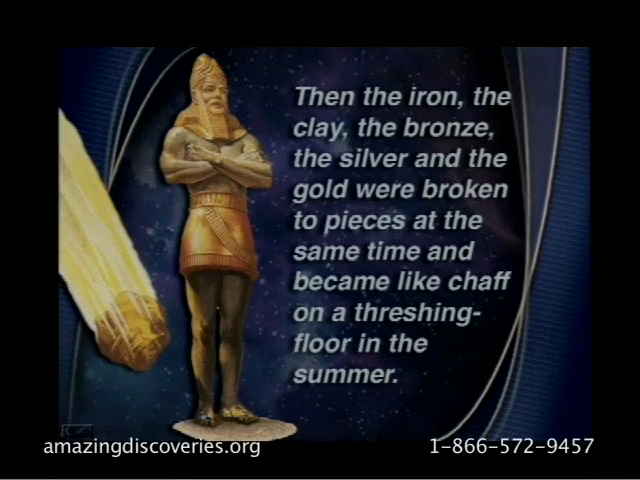 Then the iron, the
clay, the bronze,
the silver and the
gold were broken
to pieces at the
same time and
became like chaff
on a threshing-
floor in the
summer.
amazingdiscoveries.org 1-866-572-9457